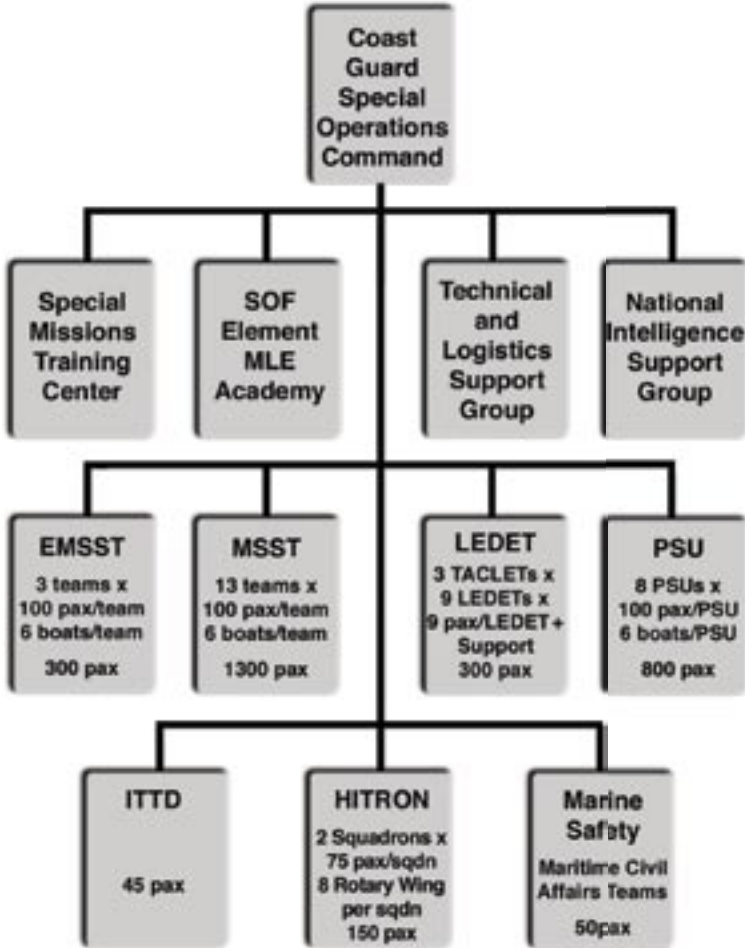 Coast
Guard
Special
Operations
Command
Special
Missions
Training
Center
SOF
Element
MLE
Academy
Technical
and
Logistics
Support
Group
National
Intelligence
Support
Group
EMSST
3 teams x
100 pax/team
6 boats/team
300 pax
MSST
13 teams x
100 pax/team
6 boats/team
1300 pax
LEDET
3 TACLETs x
9 LEDETs x
9 pax/LEDET+
Support
300 pax
PSU
8 PSUs x
100 pax/PSU
6 boats/PSU
800 pax
ITTD
45 pax
HITRON
2 Squadrons x
75 pax/sqdn
8 Rotary Wing
per sqdn
150 pax
Marine
Safety
Maritime Civil
Affairs Teams
50pax